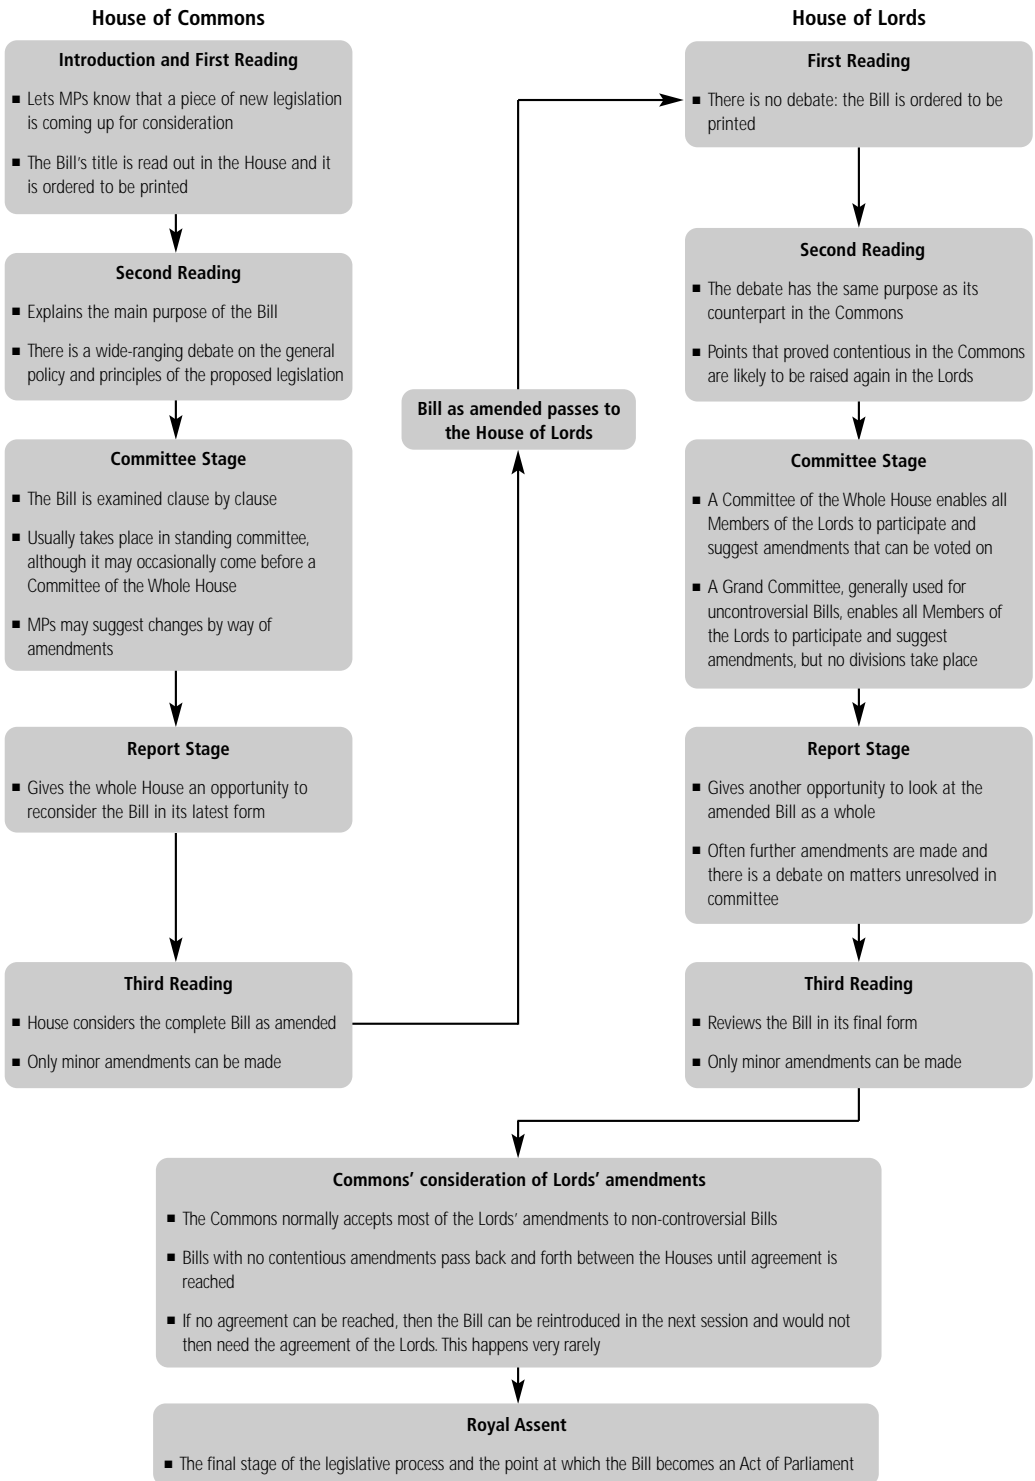 House of Commons
Introduction and First Reading
■ Lets MPs know that a piece of new legislation
is coming up for consideration
■ The Bill's title is read out in the House and it
is ordered to be printed
Second Reading
■ Explains the main purpose of the Bill
■ There is a wide-ranging debate on the general
policy and principles of the proposed legislation
Committee Stage
■ The Bill is examined clause by clause
■ Usually takes place in standing committee,
although it may occasionally come before a
Committee of the Whole House
■ MPs may suggest changes by way of
amendments
Report Stage
■ Gives the whole House an opportunity to
reconsider the Bill in its latest form
Third Reading
■ House considers the complete Bill as amended
■ Only minor amendments can be made
Bill as amended passes to
the House of Lords
House of Lords
First Reading
■ There is no debate: the Bill is ordered to be
printed
Second Reading
■ The debate has the same purpose as its
counterpart in the Commons
■ Points that proved contentious in the Commons
are likely to be raised again in the Lords
Committee Stage
■ A Committee of the Whole House enables all
Members of the Lords to participate and
suggest amendments that can be voted on
■ A Grand Committee, generally used for
uncontroversial Bills, enables all Members of
the Lords to participate and suggest
amendments, but no divisions take place
Report Stage
■ Gives another opportunity to look at the
amended Bill as a whole
■ Often further amendments are made and
there is a debate on matters unresolved in
committee
Third Reading
■ Reviews the Bill in its final form
■ Only minor amendments can be made
Commons' consideration of Lords' amendments
■ The Commons normally accepts most of the Lords' amendments to non-controversial Bills
■ Bills with no contentious amendments pass back and forth between the Houses until agreement is
reached
■ If no agreement can be reached, then the Bill can be reintroduced in the next session and would not
then need the agreement of the Lords. This happens very rarely
Royal Assent
■ The final stage of the legislative process and the point at which the Bill becomes an Act of Parliament